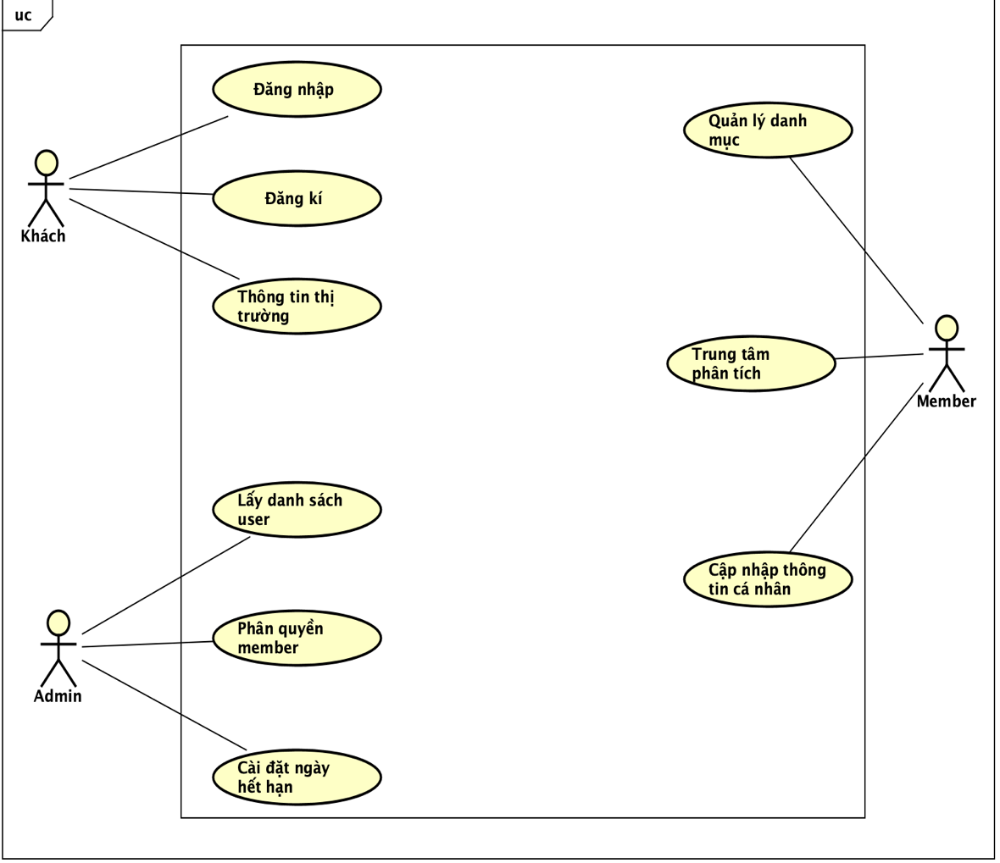 uc
Đăng nhập
Quản lý danh
mục
Khách
Đăng kí
Thông tin thị
trường
Trung tâm
phân tích
Member
Lấy danh sách
user
Cập nhập thông
tin cá nhân
Phân quyền
member
Admin
Cài đặt ngày
hết hạn